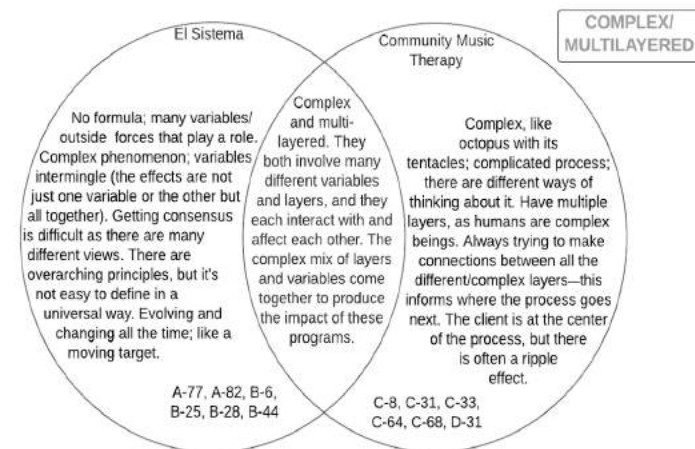 COMPLEX/
MULTILAYERED
El Sistema
No formula; many variables/
outside forces that play a role.
Complex phenomenon; variables
intermingle (the effects are not
just one variable or the other but
all together). Getting consensus
is difficult as there are many
different views. There are
overarching principles, but it's
not easy to define in a
universal way. Evolving and
changing all the time; like a
moving target.
A-77, A-82, B-6,
B-25, B-28, B-44
Complex
and multi-
layered. They
both involve many
different variables
and layers, and they
each interact with and
affect each other. The
complex mix of layers
and variables come
together to produce
the impact of these
programs.
Community Music
Therapy
Complex, like
octopus with its
tentacles; complicated process;
there are different ways of
thinking about it. Have multiple
layers, as humans are complex
beings. Always trying to make
connections between all the
different/complex layers—this
informs where the process goes
next. The client is at the center
of the process, but there
is often a ripple
effect.
C-8, C-31, C-33,
C-64, C-68, D-31